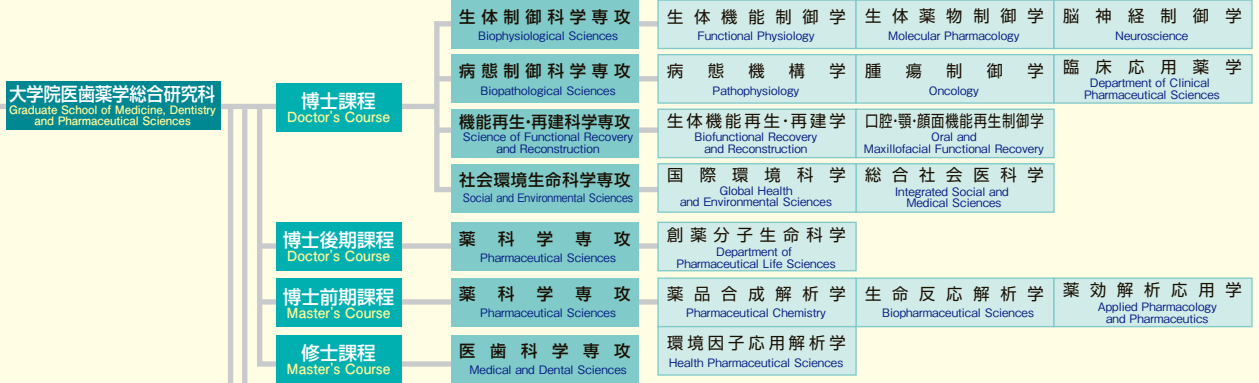 大学院医歯薬学総合研究科
Graduate School of Medicine, Dentistry
and Pharmaceutical Sciences
博士課程
Doctor's Course
生体制御科学専攻
Biophysiological Sciences
生体機能制御学
Functional Physiology
生体薬物制御学
Molecular Pharmacology
脳神経制御学
Neuroscience
病態制御科学専攻
Biopathological Sciences
病態機構学
Pathophysiology
腫瘍制御学
Oncology
臨床応用薬学
Department of Clinical
Pharmaceutical Sciences
機能再生・再建科学専攻
Science of Functional Recovery
and Reconstruction
生体機能再生・再建学
Biofunctional Recovery
and Reconstruction
口腔・顎・顔面機能再生制御学
Oral and
Maxillofacial Functional Recovery
社会環境生命科学専攻
Social and Environmental Sciences
国際環境科学
Global Health
and Environmental Sciences
総合社会医科学
Integrated Social and
Medical Sciences
博士後期課程
Doctor's Course
薬科学専攻
Pharmaceutical Sciences
創薬分子生命科学
Department of
Pharmaceutical Life Sciences
博士前期課程
Master's Course
薬科学専攻
Pharmaceutical Sciences
薬品合成解析学
Pharmaceutical Chemistry
生命反応解析学
Biopharmaceutical Sciences
薬効解析応用学
Applied Pharmacology
and Pharmaceutics
環境因子応用解析学
Health Pharmaceutical Sciences
修士課程
Master's Course
医歯科学専攻
Medical and Dental Sciences